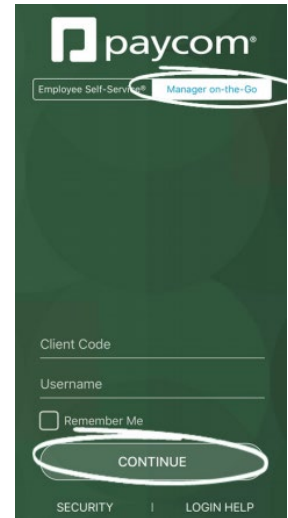 paycom®
Employee Self-Service® Manager on-the-Go
Client Code
Username
Remember Me
CONTINUE
SECURITY | LOGIN HELP